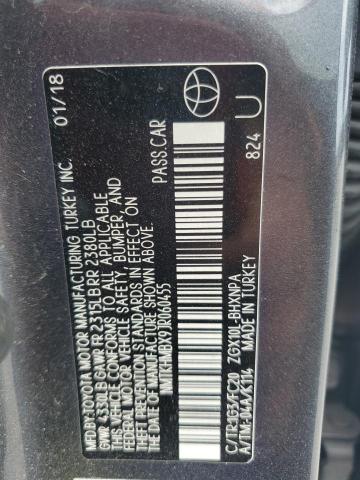 MFD BY: TOYOTA MOTOR MANUFACTURING TURKEY INC. 01/18
GVWR 4330LB GAWR FR 2315LB RR 2380LB
THIS VEHICLE CONFORMS TO ALL APPLICABLE
FEDERAL MOTOR VEHICLE SAFETY, BUMPER, AND
THEFT PREVENTION STANDARDS IN EFFECT ON
THE DATE OF MANUFACTURE SHOWN ABOVE.
NMTKHMBX9JR060455 PASS.CAR
C/TR:1G3/FC20 ZGX10L-BHXNPA
A/TM:-04A/K114 MADE IN TURKEY
824
U